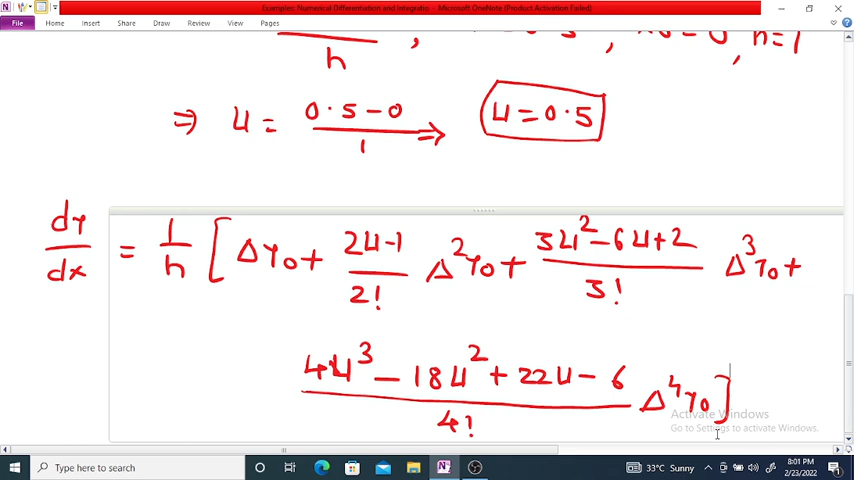 Examples: Numerical Differentiation and Integratio.. - Microsoft OneNote (Product Activation Failed)
File Home Insert Share Draw Review View Pages
h , h=1
⇒ u = (0.5-0)/1 → u = 0.5
dy/dx = 1/h [ Δy₀ + (2u-1)/2! Δ²y₀ + (3u²-6u+2)/3! Δ³y₀ +
(4u³ - 18u² + 22u - 6)/4! Δ⁴y₀ ]
Activate Windows
Go to Settings to activate Windows.
Type here to search
33°C Sunny
8:01 PM
2/23/2022